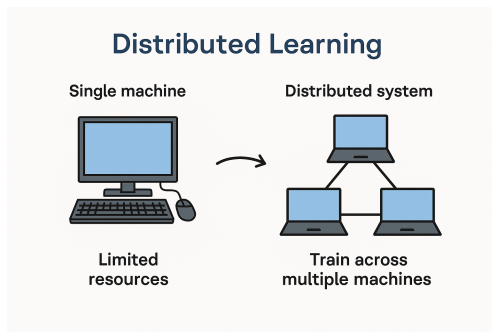 Distributed Learning
Single machine
Distributed system
Limited
resources
Train across
multiple machines